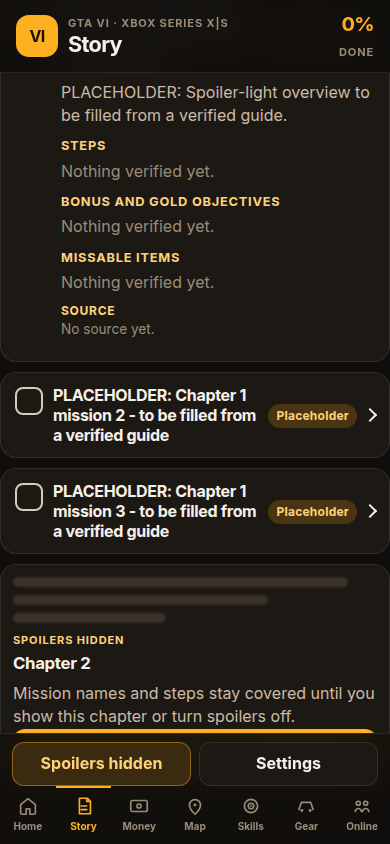 VI
GTA VI · XBOX SERIES X|S
Story
0%
DONE
PLACEHOLDER: Spoiler-light overview to
be filled from a verified guide.
STEPS
Nothing verified yet.
BONUS AND GOLD OBJECTIVES
Nothing verified yet.
MISSABLE ITEMS
Nothing verified yet.
SOURCE
No source yet.
PLACEHOLDER: Chapter 1
mission 2 - to be filled from
a verified guide
Placeholder
PLACEHOLDER: Chapter 1
mission 3 - to be filled from
a verified guide
Placeholder
SPOILERS HIDDEN
Chapter 2
Mission names and steps stay covered until you
show this chapter or turn spoilers off.
Spoilers hidden
Settings
Home
Story
Money
Map
Skills
Gear
Online